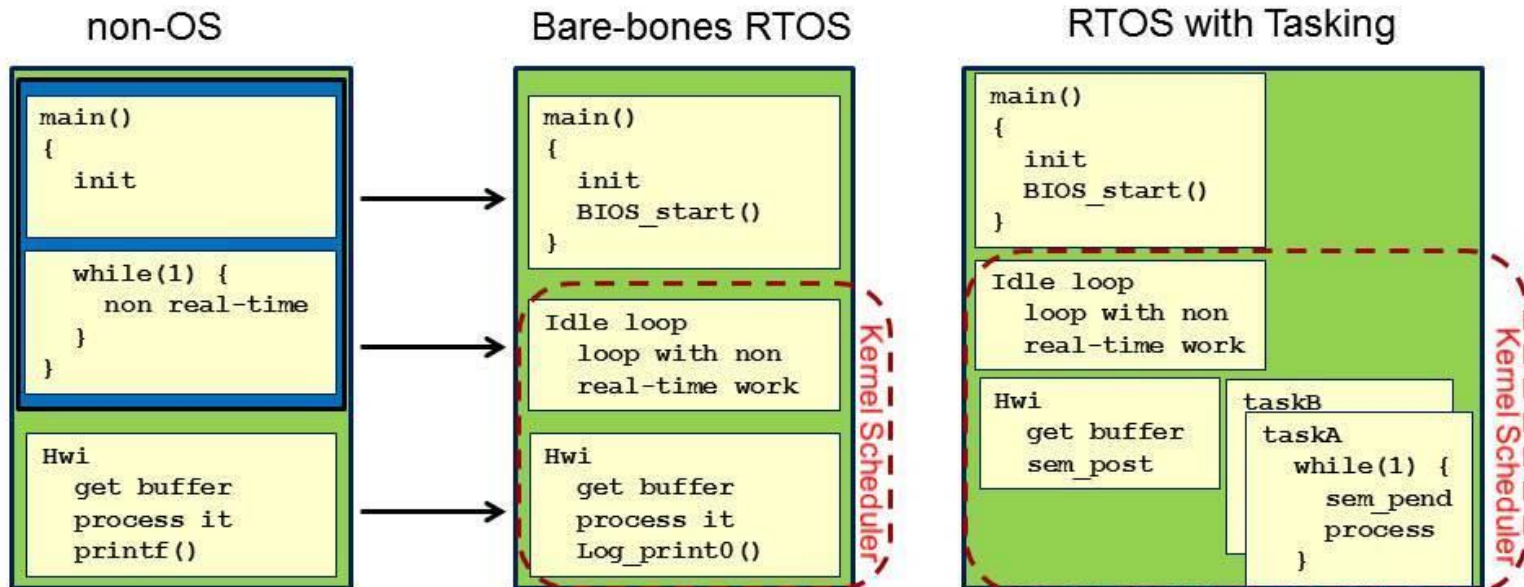 non-OS
main()
{
init
while(1) {
non real-time
}
}
Hwi
get buffer
process it
printf()
Bare-bones RTOS
main()
{
init
BIOS_start()
}
Idle loop
loop with non
real-time work
Hwi
get buffer
process it
Log_print0()
Kernel Scheduler
RTOS with Tasking
main()
{
init
BIOS_start()
}
Idle loop
loop with non
real-time work
Hwi
get buffer
sem_post
taskB
taskA
while(1) {
sem_pend
process
}
Kernel Scheduler